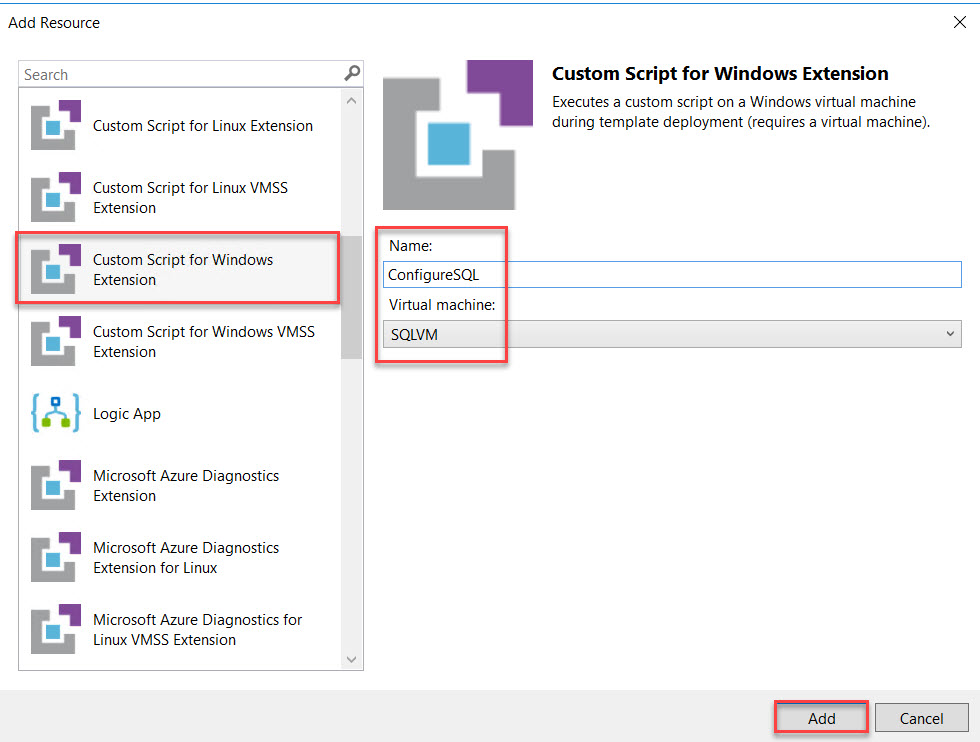 Add Resource
Search
Custom Script for Linux Extension
Custom Script for Linux VMSS
Extension
Custom Script for Windows
Extension
Custom Script for Windows VMSS
Extension
Logic App
Microsoft Azure Diagnostics
Extension
Microsoft Azure Diagnostics
Extension for Linux
Microsoft Azure Diagnostics for
Linux VMSS Extension
Custom Script for Windows Extension
Executes a custom script on a Windows virtual machine
during template deployment (requires a virtual machine).
Name:
ConfigureSQL
Virtual machine:
SQLVM
Add
Cancel